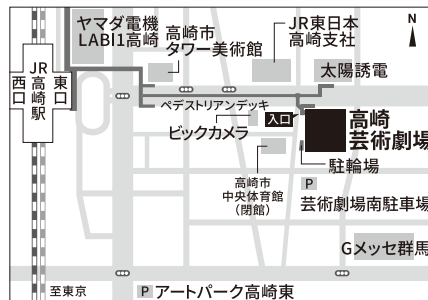 ヤマダ電機
LABI1高崎
高崎市
タワー美術館
JR東日本
高崎支社
N
太陽誘電
西口
JR高崎駅
東口
ペデストリアンデッキ
入口
高崎
芸術劇場
ビックカメラ
駐輪場
高崎市
中央体育館
(閉館)
P
芸術劇場南駐車場
Gメッセ群馬
至東京
P アートパーク高崎東